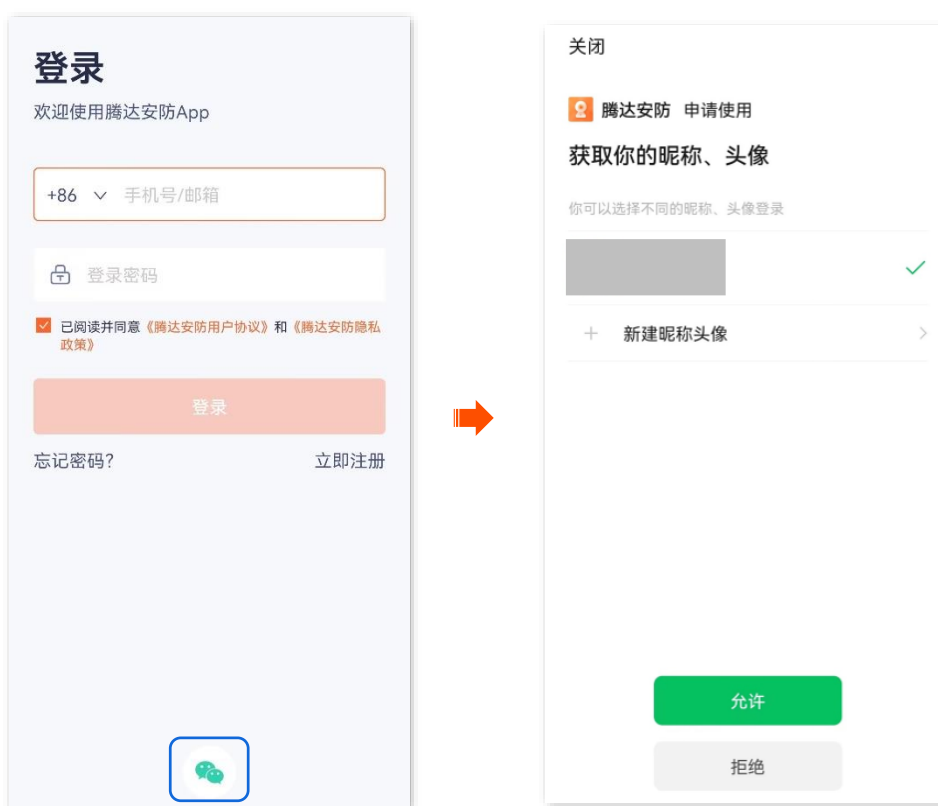 登录
欢迎使用腾达安防App
+86 手机号/邮箱
登录密码
已阅读并同意《腾达安防用户协议》和《腾达安防隐私
政策》
登录
忘记密码? 立即注册
关闭
腾达安防 申请使用
获取你的昵称、头像
你可以选择不同的昵称、头像登录
新建昵称头像
允许
拒绝